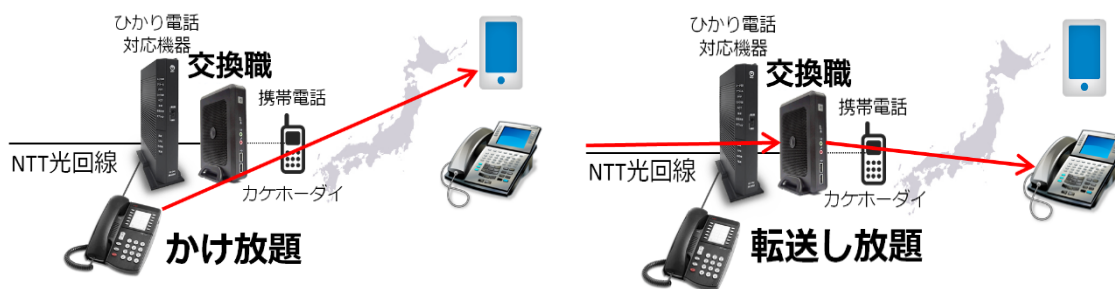 ひかり電話
対応機器
交換職
携帯電話
NTT光回線
カケホーダイ
かけ放題
ひかり電話
対応機器
交換職
携帯電話
NTT光回線
カケホーダイ
転送し放題